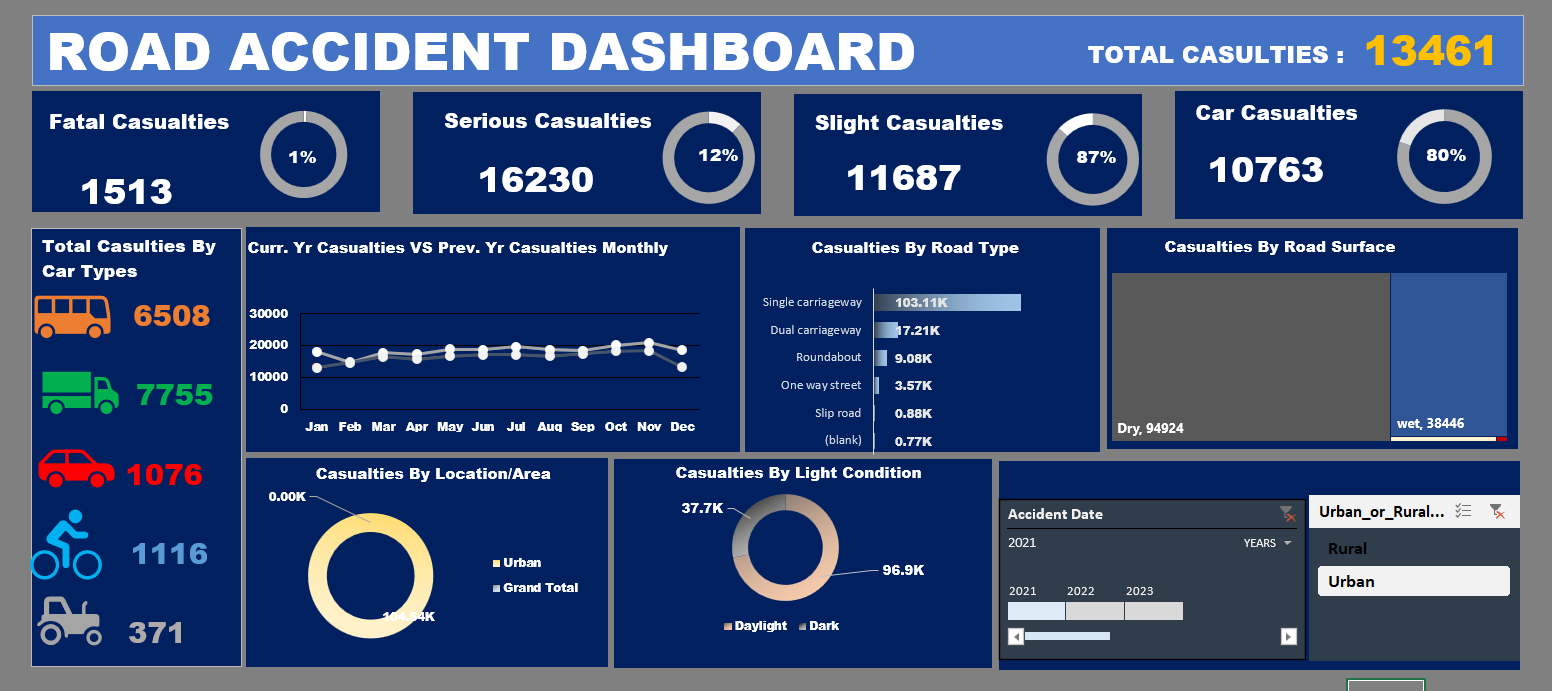 ROAD ACCIDENT DASHBOARD
TOTAL CASULTIES : 13461
Fatal Casualties
1513
1%
Serious Casualties
16230
12%
Slight Casualties
11687
87%
Car Casualties
10763
80%
Total Casulties By
Car Types
6508
7755
1076
1116
371
Curr. Yr Casualties VS Prev. Yr Casualties Monthly
30000
20000
10000
0
Jan Feb Mar Apr May Jun Jul Aug Sep Oct Nov Dec
Casualties By Road Type
Single carriageway 103.11K
Dual carriageway 17.21K
Roundabout 9.08K
One way street 3.57K
Slip road 0.88K
(blank) 0.77K
Casualties By Road Surface
Dry, 94924
wet, 38446
Casualties By Location/Area
0.00K
Urban
Grand Total
Casualties By Light Condition
37.7K
96.9K
Daylight Dark
Accident Date
2021 YEARS
2021 2022 2023
Urban_or_Rural...
Rural
Urban